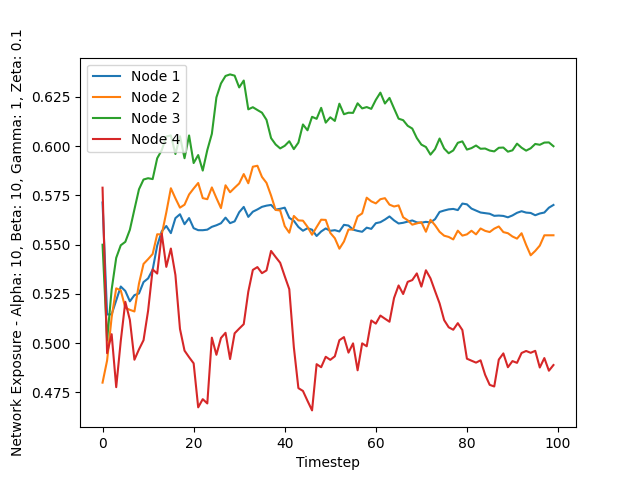 Network Exposure - Alpha: 10, Beta: 10, Gamma: 1, Zeta: 0.1
0.625
0.600
0.575
0.550
0.525
0.500
0.475
Node 1
Node 2
Node 3
Node 4
0 20 40 60 80 100
Timestep